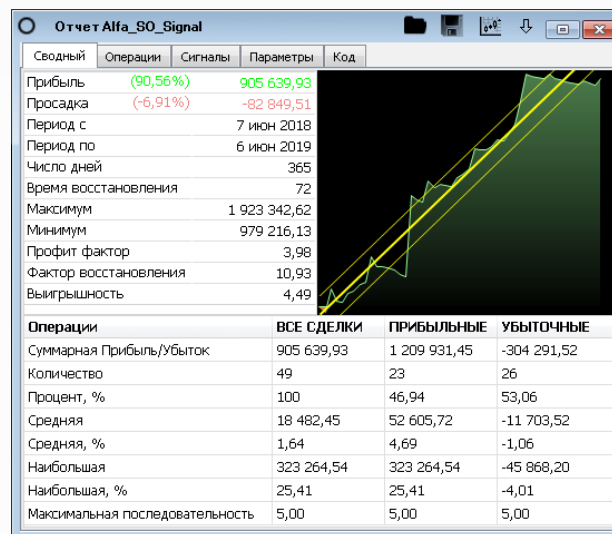 Отчет Alfa_SO_Signal
Сводный Операции Сигналы Параметры Код
Прибыль (90,56%) 905 639,93
Просадка (-6,91%) -82 849,51
Период с 7 июн 2018
Период по 6 июн 2019
Число дней 365
Время восстановления 72
Максимум 1 923 342,62
Минимум 979 216,13
Профит фактор 3,98
Фактор восстановления 10,93
Выигрышность 4,49
Операции ВСЕ СДЕЛКИ ПРИБЫЛЬНЫЕ УБЫТОЧНЫЕ
Суммарная Прибыль/Убыток 905 639,93 1 209 931,45 -304 291,52
Количество 49 23 26
Процент, % 100 46,94 53,06
Средняя 18 482,45 52 605,72 -11 703,52
Средняя, % 1,64 4,69 -1,06
Наибольшая 323 264,54 323 264,54 -45 868,20
Наибольшая, % 25,41 25,41 -4,01
Максимальная последовательность 5,00 5,00 5,00